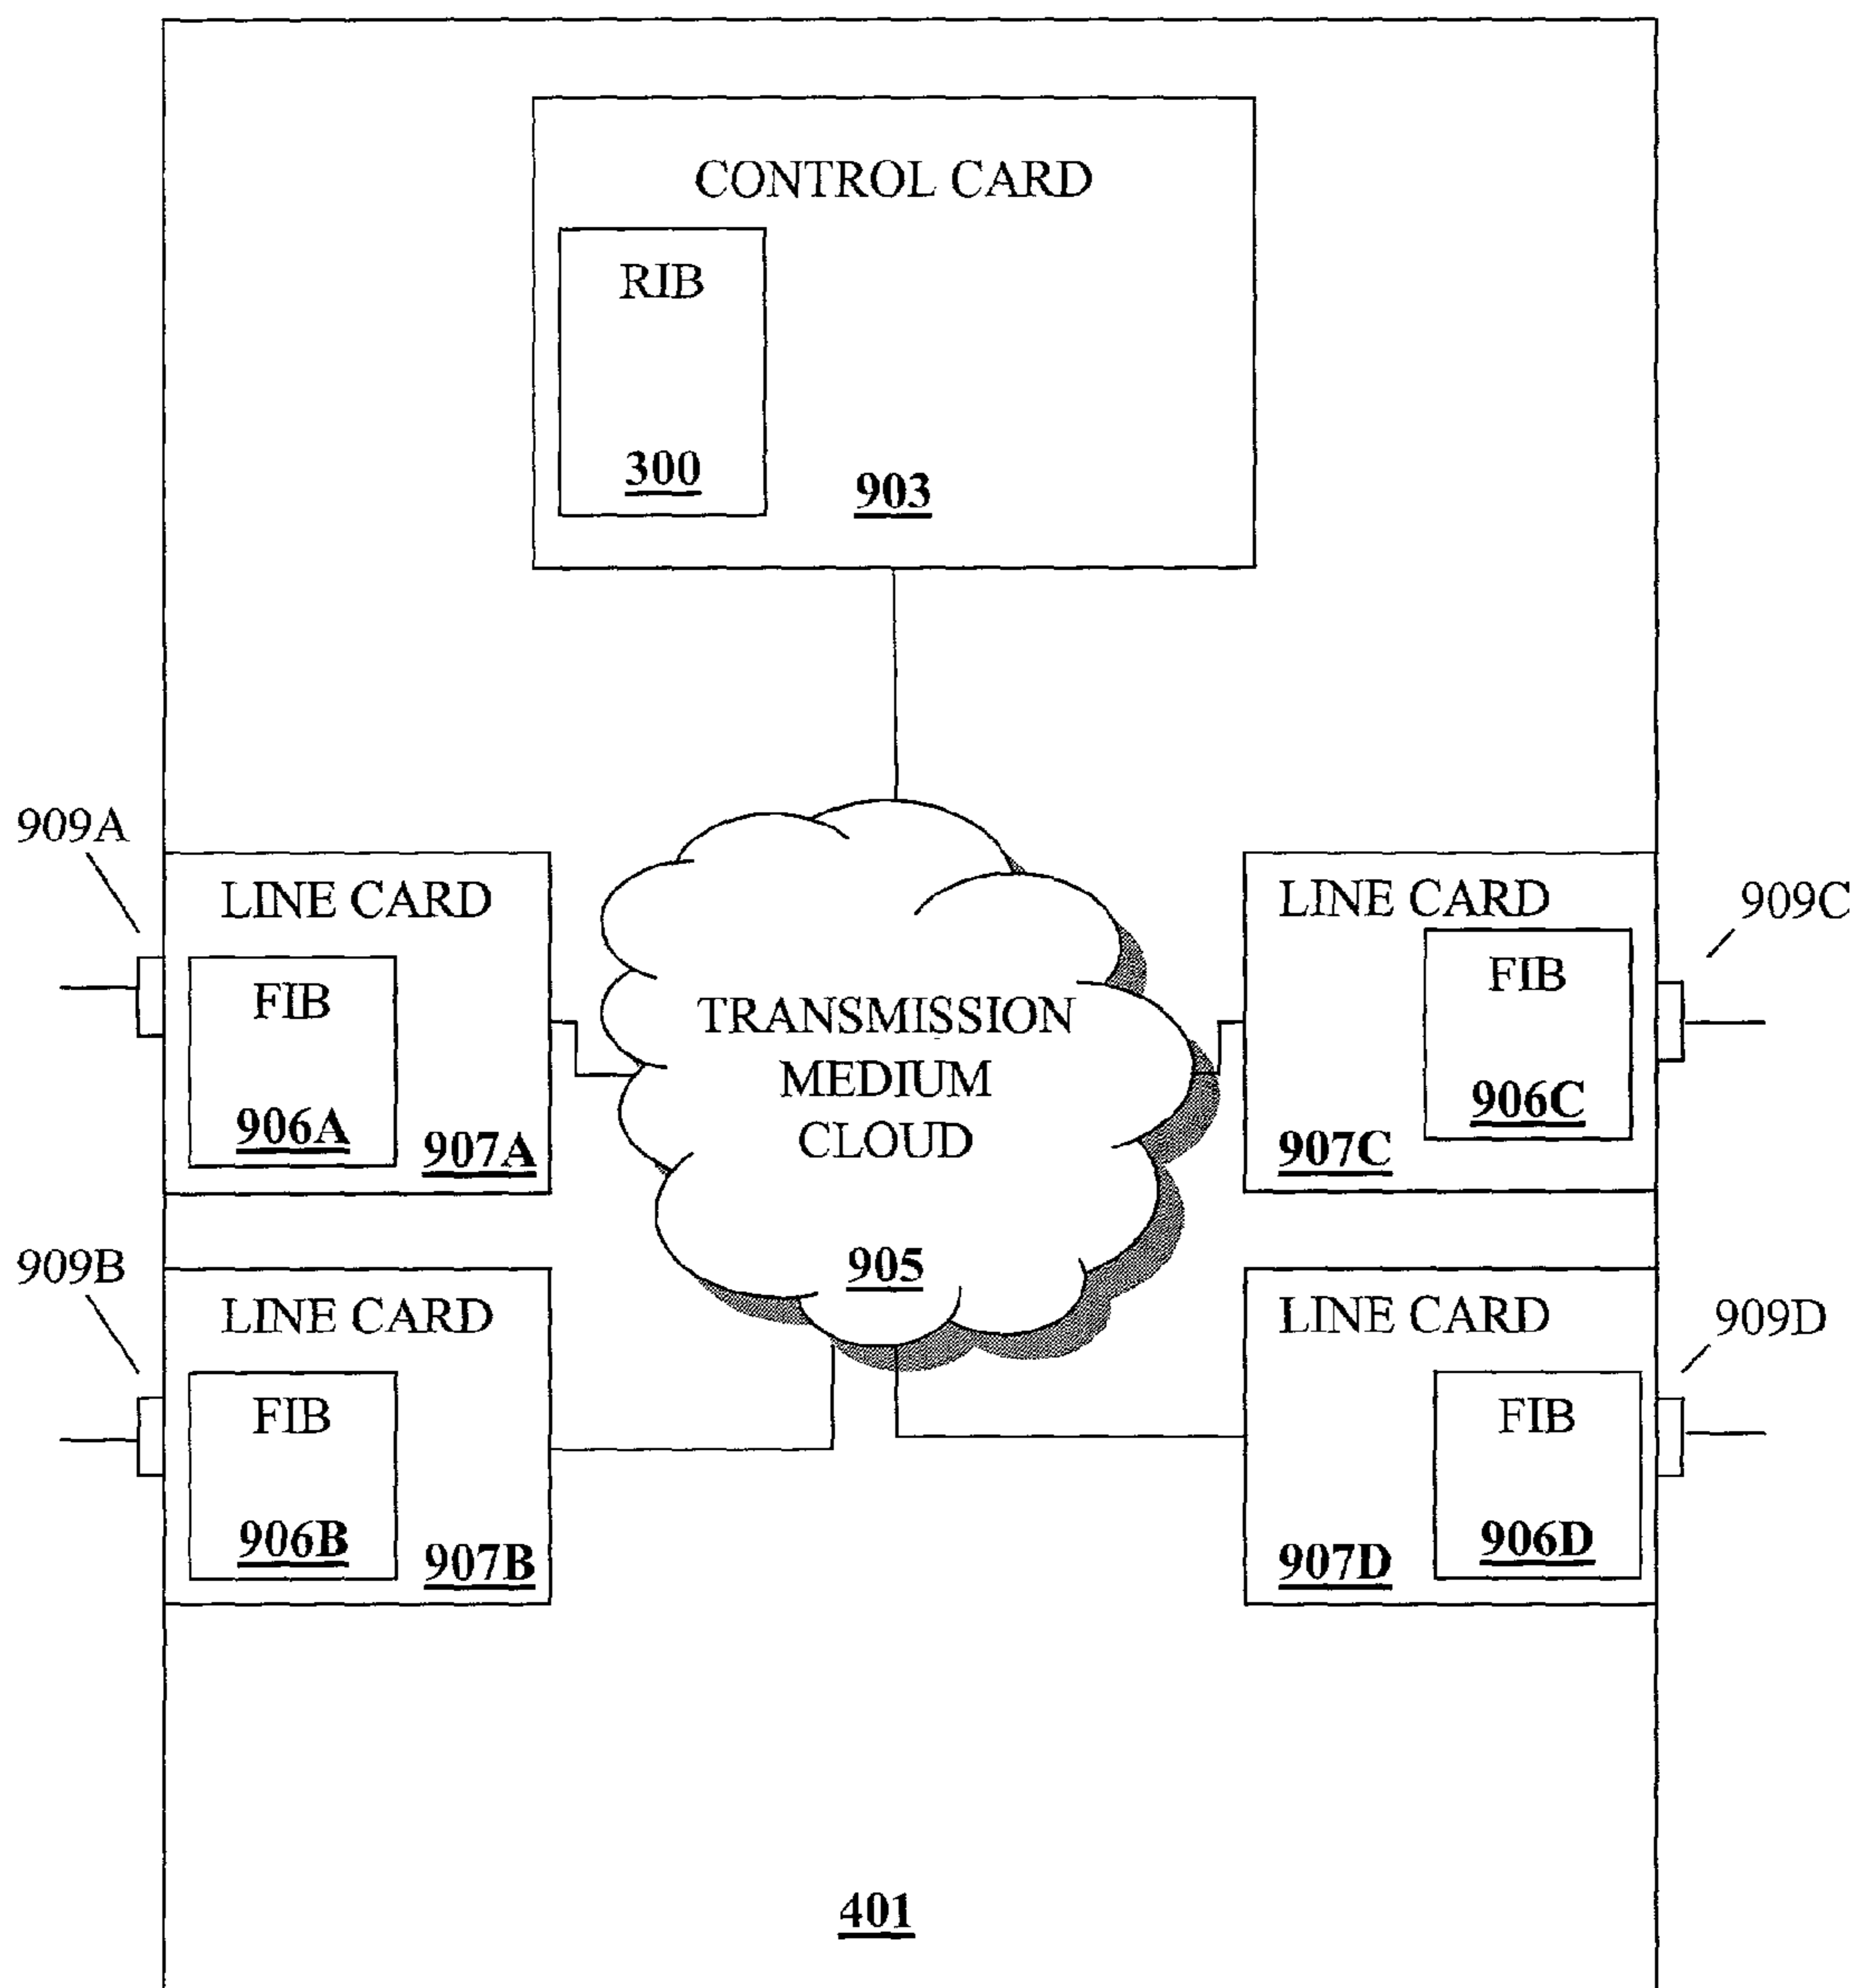 CONTROL CARD
RIB
300
903
909A
LINE CARD
FIB
906A
907A
TRANSMISSION
MEDIUM
CLOUD
905
LINE CARD
FIB
906C
907C
909C
909B
LINE CARD
FIB
906B
907B
LINE CARD
FIB
906D
907D
909D
401